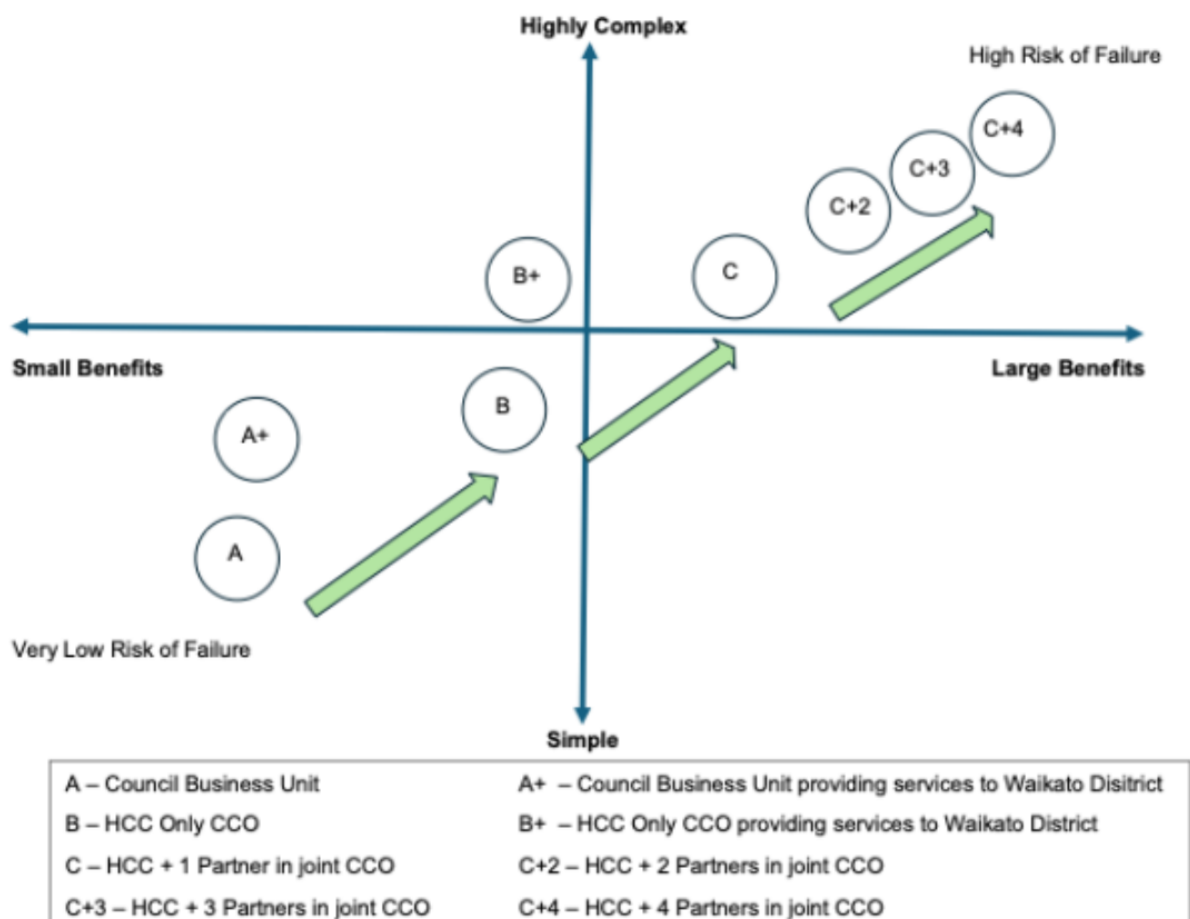 Highly Complex
High Risk of Failure
C+4
C+3
C+2
B+
C
Small Benefits
Large Benefits
B
A+
A
Very Low Risk of Failure
Simple
A – Council Business Unit
A+ – Council Business Unit providing services to Waikato Disitrict
B – HCC Only CCO
B+ – HCC Only CCO providing services to Waikato District
C – HCC + 1 Partner in joint CCO
C+2 – HCC + 2 Partners in joint CCO
C+3 – HCC + 3 Partners in joint CCO
C+4 – HCC + 4 Partners in joint CCO